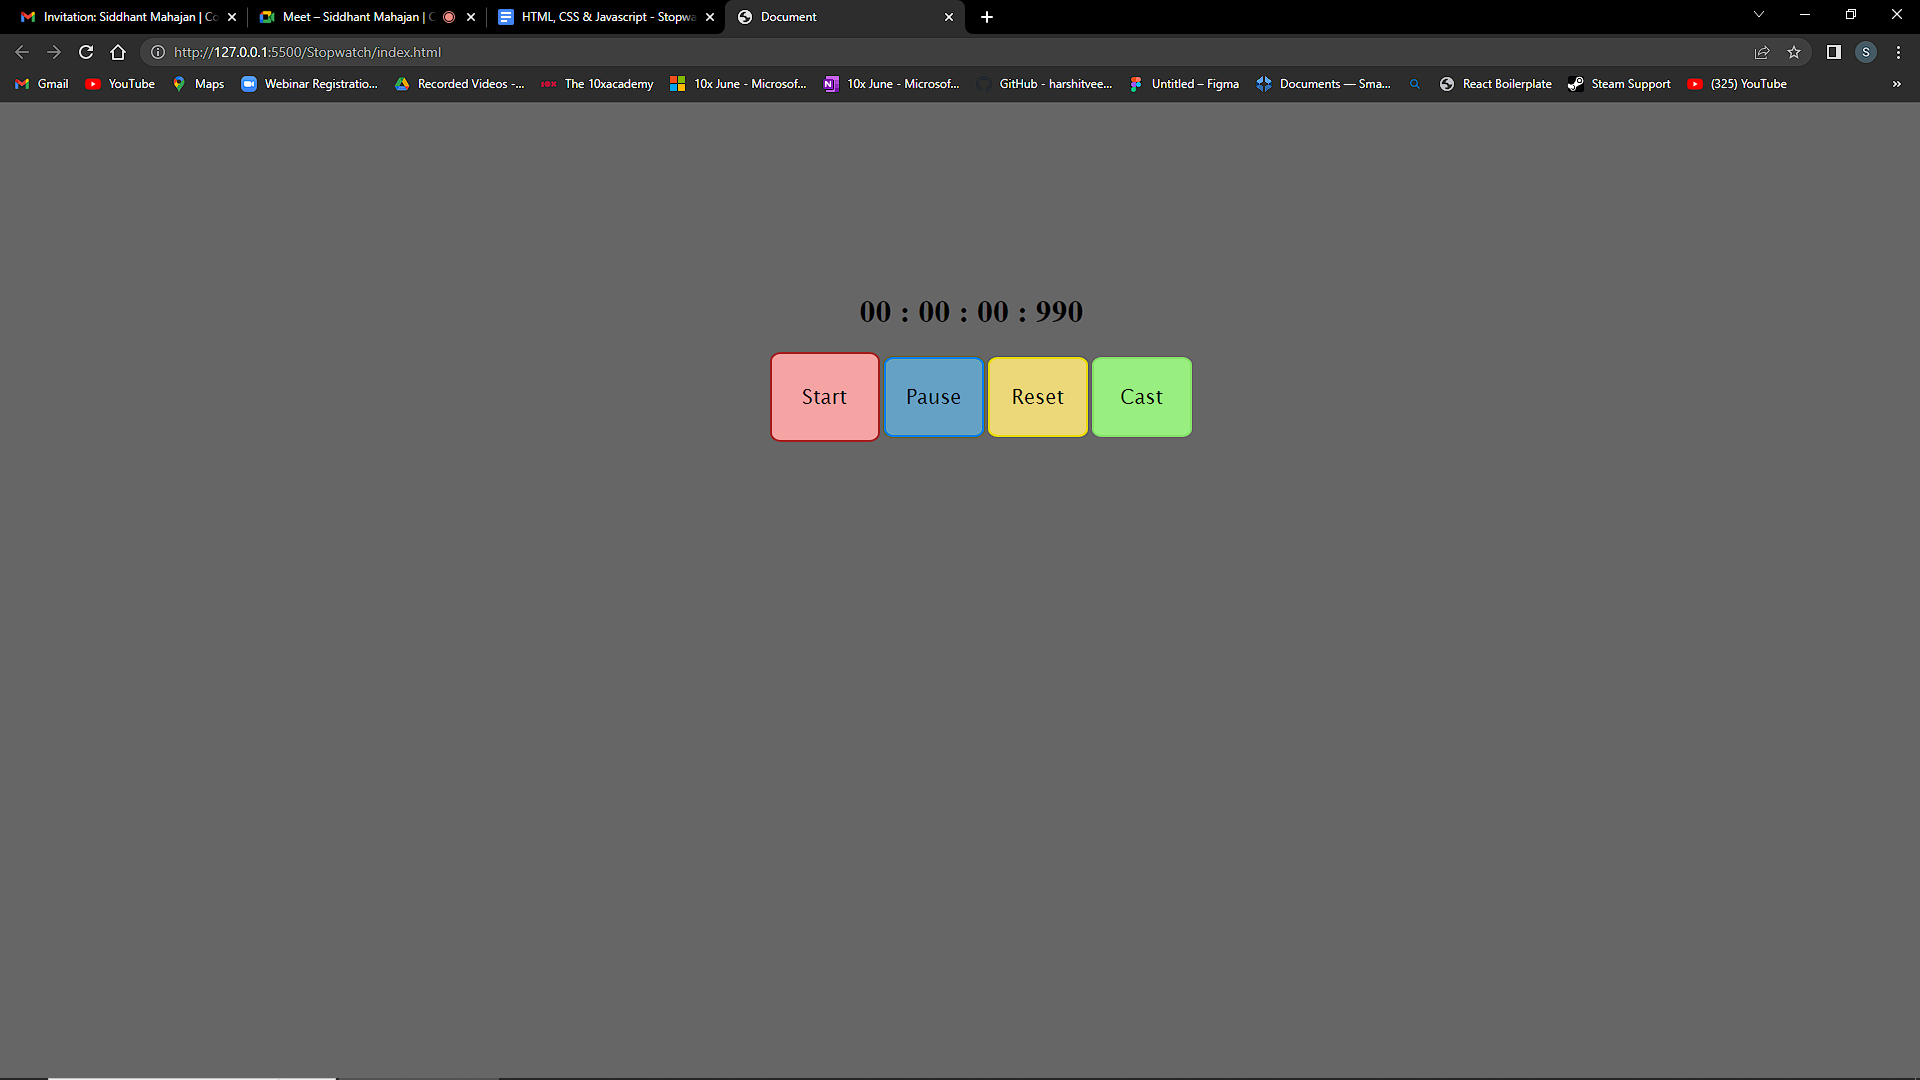 Invitation: Siddhant Mahajan | Co
Meet – Siddhant Mahajan | C
HTML, CSS & Javascript - Stopwa
Document
http://127.0.0.1:5500/Stopwatch/index.html
S
Gmail YouTube Maps Webinar Registratio... Recorded Videos -... 10X The 10xacademy 10x June - Microsof... N 10x June - Microsof... GitHub - harshitvee... Untitled – Figma Documents — Sma... React Boilerplate Steam Support (325) YouTube »
00 : 00 : 00 : 990
Start Pause Reset Cast